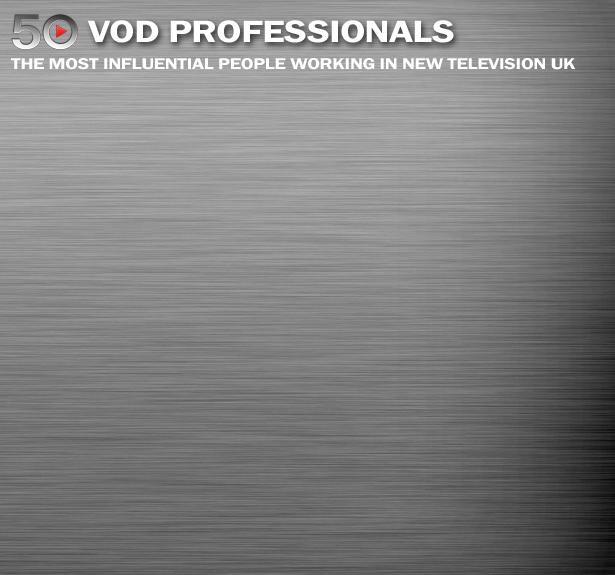 50 VOD PROFESSIONALS
THE MOST INFLUENTIAL PEOPLE WORKING IN NEW TELEVISION UK